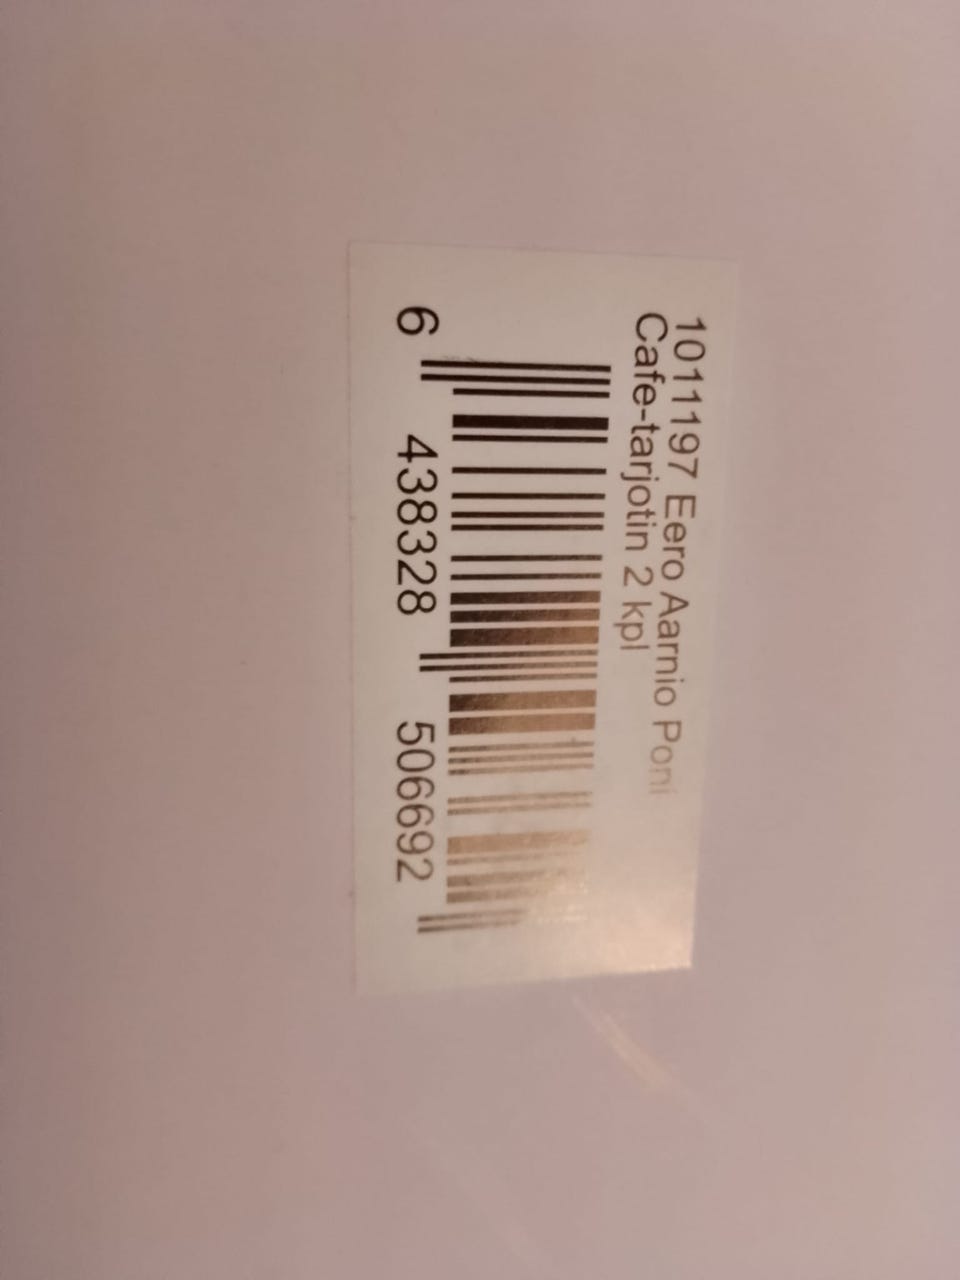 1011197 Eero Aarnio Poni
Cafe-tarjotin 2 kpl
6 438328 506692